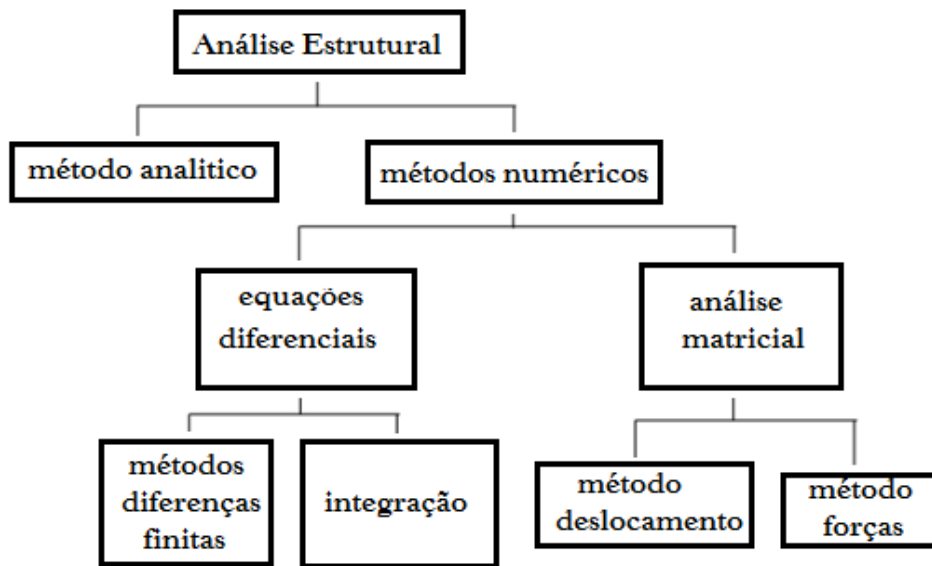 Análise Estrutural
método analitico
métodos numéricos
equações
diferenciais
análise
matricial
métodos
diferenças
finitas
integração
método
deslocamento
método
forças